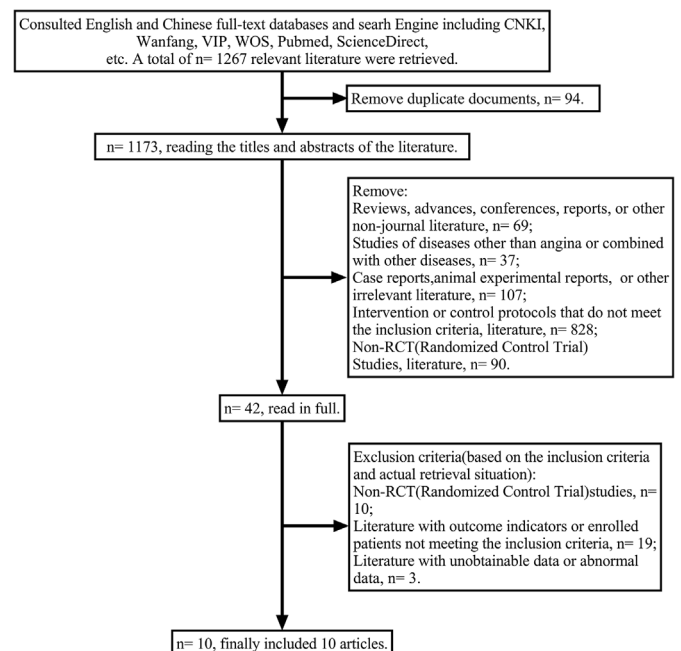 Consulted English and Chinese full-text databases and searh Engine including CNKI,
Wanfang, VIP, WOS, Pubmed, ScienceDirect,
etc. A total of n= 1267 relevant literature were retrieved.
Remove duplicate documents, n= 94.
n= 1173, reading the titles and abstracts of the literature.
Remove:
Reviews, advances, conferences, reports, or other
non-journal literature, n= 69;
Studies of diseases other than angina or combined
with other diseases, n= 37;
Case reports,animal experimental reports, or other
irrelevant literature, n= 107;
Intervention or control protocols that do not meet
the inclusion criteria, literature, n= 828;
Non-RCT(Randomized Control Trial)
Studies, literature, n= 90.
n= 42, read in full.
Exclusion criteria(based on the inclusion criteria
and actual retrieval situation):
Non-RCT(Randomized Control Trial)studies, n=
10;
Literature with outcome indicators or enrolled
patients not meeting the inclusion criteria, n= 19;
Literature with unobtainable data or abnormal
data, n= 3.
n= 10, finally included 10 articles.